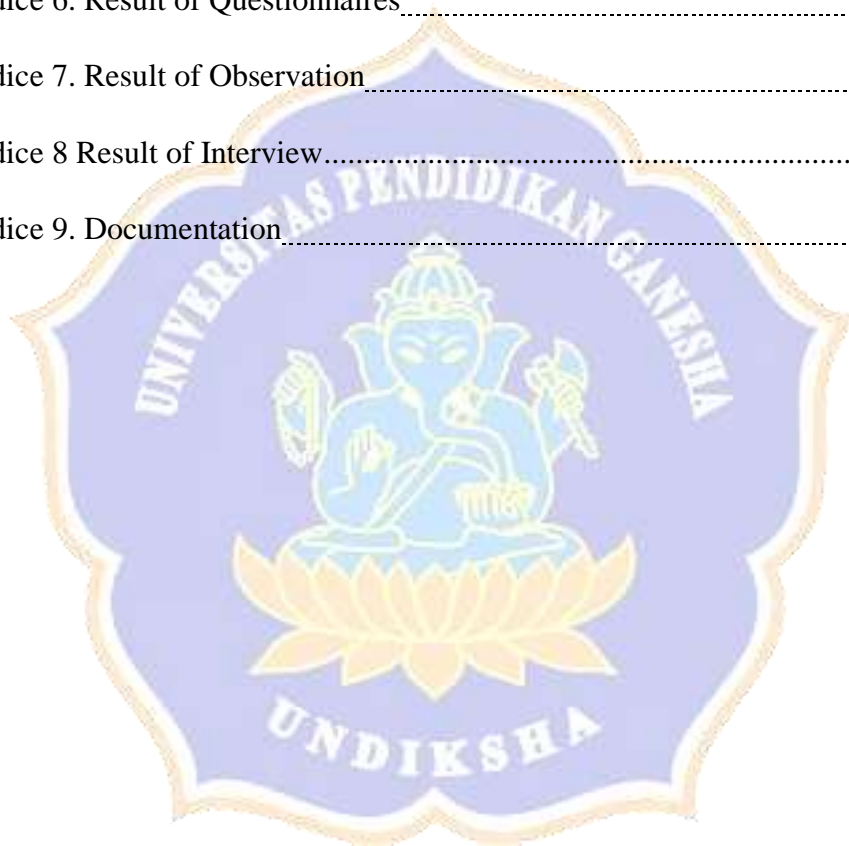 dice 6. Result of Questionnaires
dice 7. Result of Observation
dice 8 Result of Interview
dice 9. Documentation
UNIVERSITAS PENDIDIKAN GANESHA
UNDIKSHA